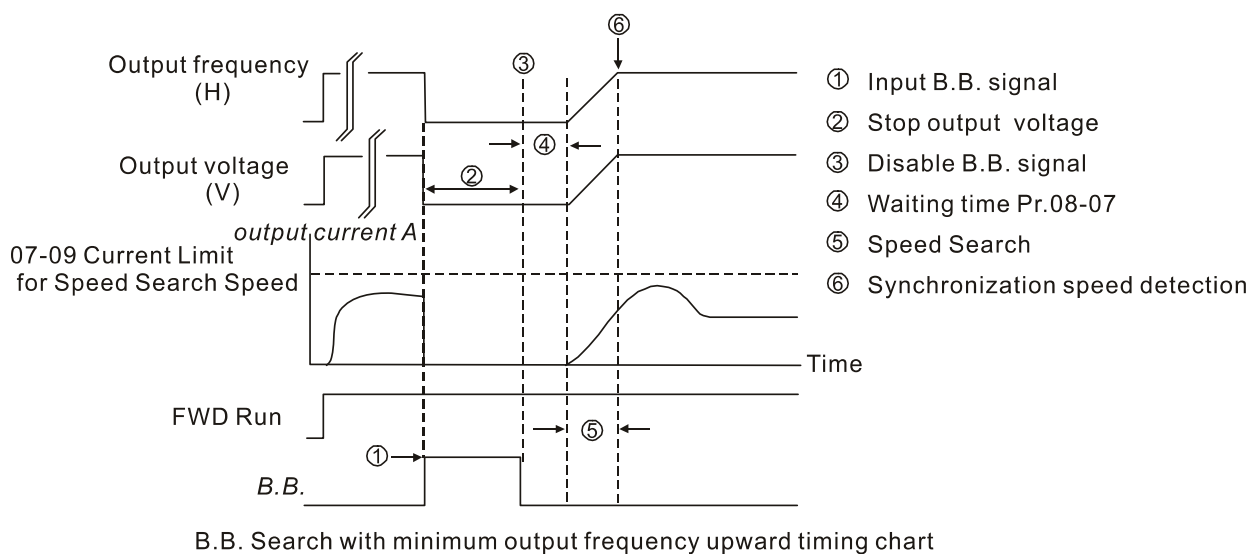 ⑥
Output frequency
(H)
③
① Input B.B. signal
② Stop output voltage
④
Output voltage
(V)
②
③ Disable B.B. signal
④ Waiting time Pr.08-07
output current A
07-09 Current Limit
for Speed Search Speed
⑤ Speed Search
⑥ Synchronization speed detection
Time
FWD Run
⑤
①
B.B.
B.B. Search with minimum output frequency upward timing chart